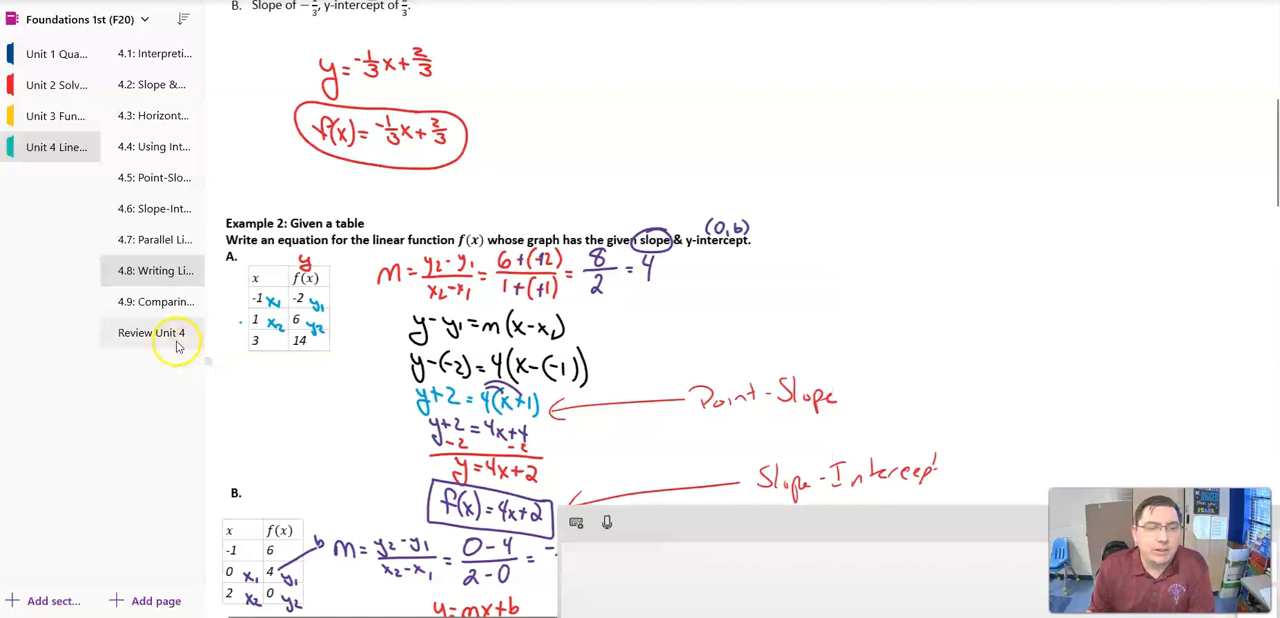 Foundations 1st (F20)
Unit 1 Qua...
Unit 2 Solv...
Unit 3 Fun...
Unit 4 Line...
4.1: Interpreti...
4.2: Slope &...
4.3: Horizont...
4.4: Using Int...
4.5: Point-Slo...
4.6: Slope-Int...
4.7: Parallel Li...
4.8: Writing Li...
4.9: Comparin...
Review Unit 4
+ Add sect...
+ Add page
B. Slope of
, y-intercept of
y = -1/3x + 2/3
f(x) = -1/3x + 2/3
Example 2: Given a table
(0, b)
Write an equation for the linear function f(x) whose graph has the given slope & y-intercept.
A.
y
x f(x)
-1 x₁ -2 y₁
1 x₂ 6 y₂
3 14
m = y₂ - y₁ / x₂ - x₁ = 6 + (+2) / 1 + (+1) = 8/2 = 4
y - y₁ = m(x - x₁)
y - (-2) = 4(x - (-1))
y + 2 = 4(x + 1)
Point-Slope
y + 2 = 4x + 4
-2 -2
y = 4x + 2
Slope-Intercept
f(x) = 4x + 2
B.
x f(x)
-1 6
0 x₁ 4 y₁
2 x₂ 0 y₂
b
m = y₂ - y₁ / x₂ - x₁ = 0 - 4 / 2 - 0 = -
y = mx + b